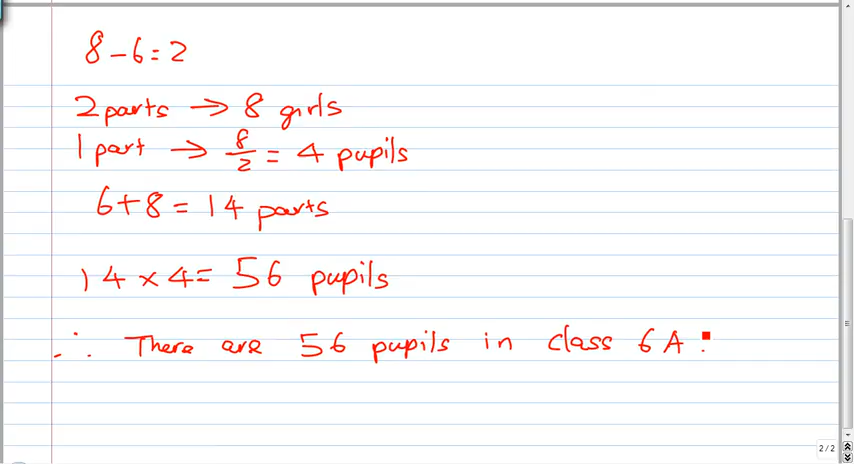 8 - 6 = 2
2 parts → 8 girls
1 part → 8/2 = 4 pupils
6 + 8 = 14 parts
14 × 4 = 56 pupils
∴ There are 56 pupils in class 6A.
2 / 2